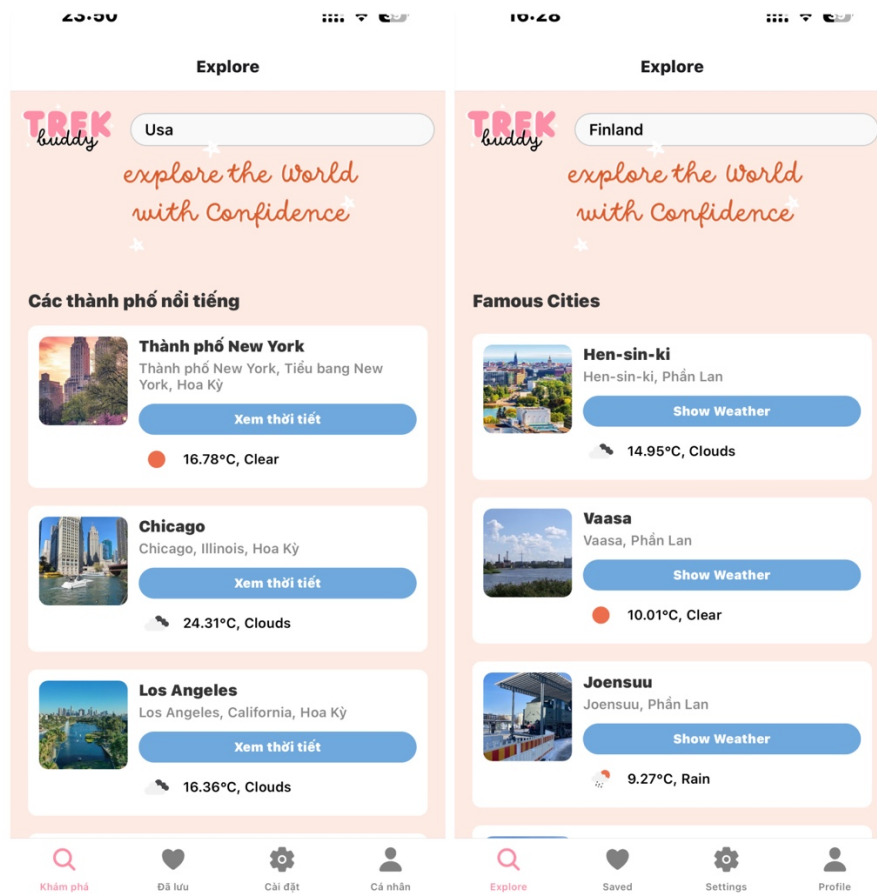 23:50
Explore
TREK
buddy
Usa
explore the World
with Confidence
Các thành phố nổi tiếng
Thành phố New York
Thành phố New York, Tiểu bang New
York, Hoa Kỳ
Xem thời tiết
16.78°C, Clear
Chicago
Chicago, Illinois, Hoa Kỳ
Xem thời tiết
24.31°C, Clouds
Los Angeles
Los Angeles, California, Hoa Kỳ
Xem thời tiết
16.36°C, Clouds
Khám phá
Đã lưu
Cài đặt
Cá nhân
16:28
Explore
TREK
buddy
Finland
explore the World
with Confidence
Famous Cities
Hen-sin-ki
Hen-sin-ki, Phần Lan
Show Weather
14.95°C, Clouds
Vaasa
Vaasa, Phần Lan
Show Weather
10.01°C, Clear
Joensuu
Joensuu, Phần Lan
Show Weather
9.27°C, Rain
Explore
Saved
Settings
Profile